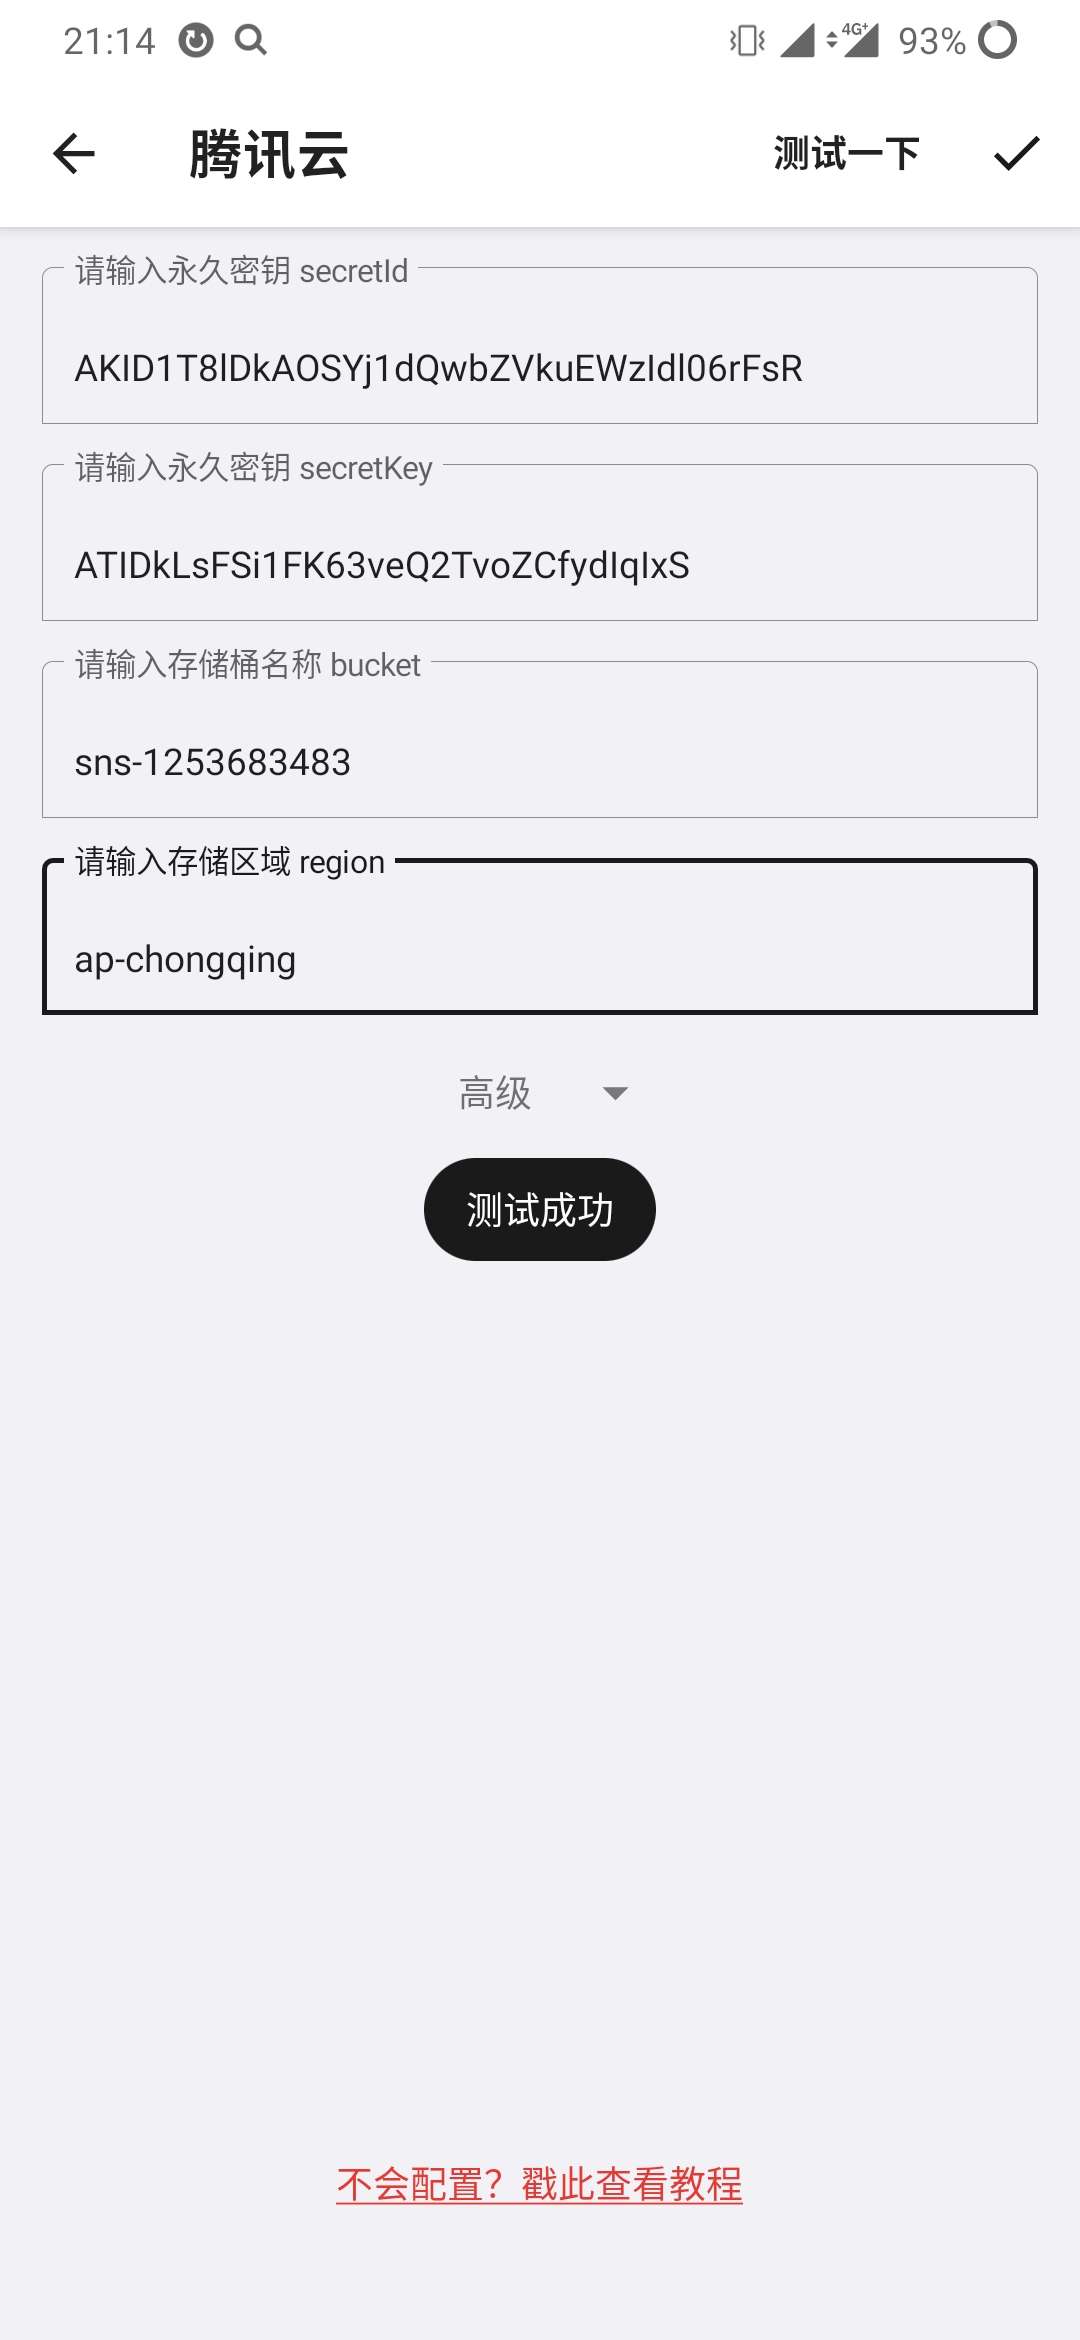 21:14 4G+ 93%
腾讯云 测试一下
请输入永久密钥 secretId
AKID1T8lDkAOSYj1dQwbZVkuEWzIdl06rFsR
请输入永久密钥 secretKey
ATIDkLsFSi1FK63veQ2TvoZCfydIqIxS
请输入存储桶名称 bucket
sns-1253683483
请输入存储区域 region
ap-chongqing
高级
测试成功
不会配置？戳此查看教程